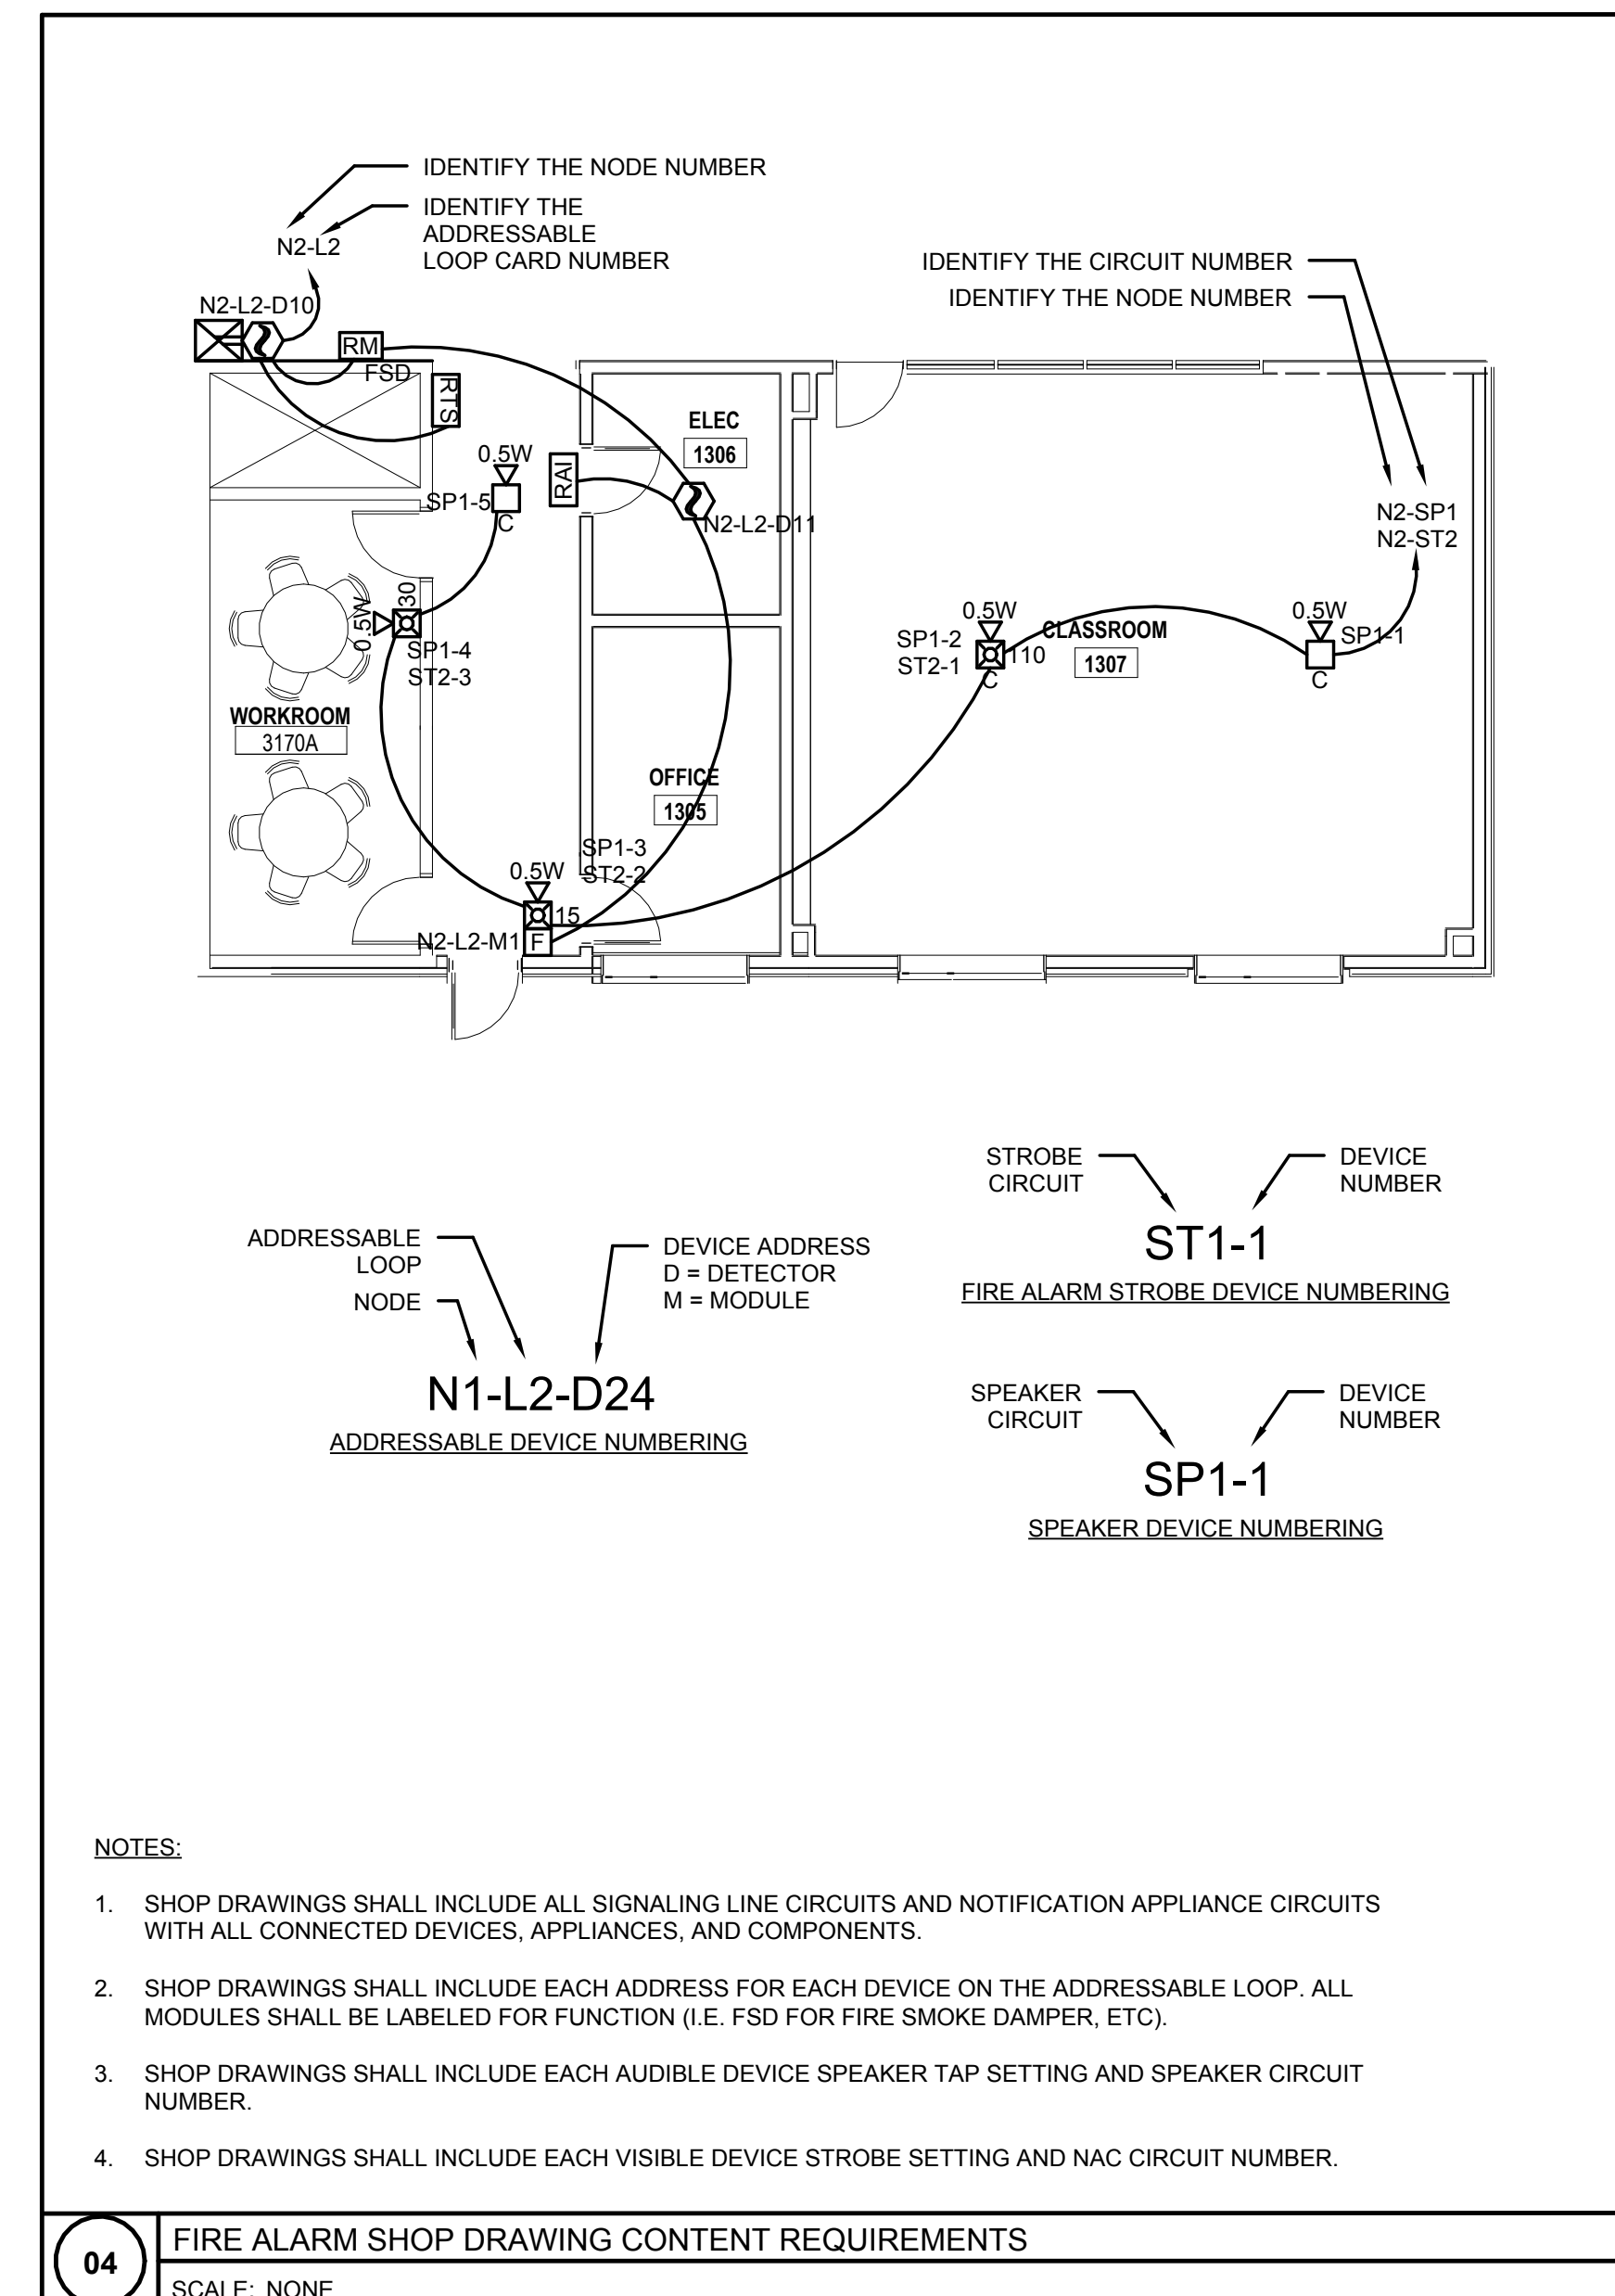 IDENTIFY THE NODE NUMBER
IDENTIFY THE
ADDRESSABLE
LOOP CARD NUMBER
N2-L2
IDENTIFY THE CIRCUIT NUMBER
IDENTIFY THE NODE NUMBER
N2-L2-D10
RM
FSD
RTS
ELEC
1306
0.5W
RAI
SP1-5
C
N2-L2-D11
N2-SP1
N2-ST2
30
0.5W
SP1-4
ST2-3
0.5W
SP1-2
ST2-1
110
C
CLASSROOM
1307
0.5W
SP1-1
C
WORKROOM
3170A
OFFICE
1305
SP1-3
ST2-2
0.5W
15
N2-L2-M1
F
STROBE
CIRCUIT
DEVICE
NUMBER
ST1-1
FIRE ALARM STROBE DEVICE NUMBERING
ADDRESSABLE
LOOP
NODE
DEVICE ADDRESS
D = DETECTOR
M = MODULE
N1-L2-D24
ADDRESSABLE DEVICE NUMBERING
SPEAKER
CIRCUIT
DEVICE
NUMBER
SP1-1
SPEAKER DEVICE NUMBERING
NOTES:
1. SHOP DRAWINGS SHALL INCLUDE ALL SIGNALING LINE CIRCUITS AND NOTIFICATION APPLIANCE CIRCUITS
WITH ALL CONNECTED DEVICES, APPLIANCES, AND COMPONENTS.
2. SHOP DRAWINGS SHALL INCLUDE EACH ADDRESS FOR EACH DEVICE ON THE ADDRESSABLE LOOP. ALL
MODULES SHALL BE LABELED FOR FUNCTION (I.E. FSD FOR FIRE SMOKE DAMPER, ETC).
3. SHOP DRAWINGS SHALL INCLUDE EACH AUDIBLE DEVICE SPEAKER TAP SETTING AND SPEAKER CIRCUIT
NUMBER.
4. SHOP DRAWINGS SHALL INCLUDE EACH VISIBLE DEVICE STROBE SETTING AND NAC CIRCUIT NUMBER.
04
FIRE ALARM SHOP DRAWING CONTENT REQUIREMENTS
SCALE: NONE